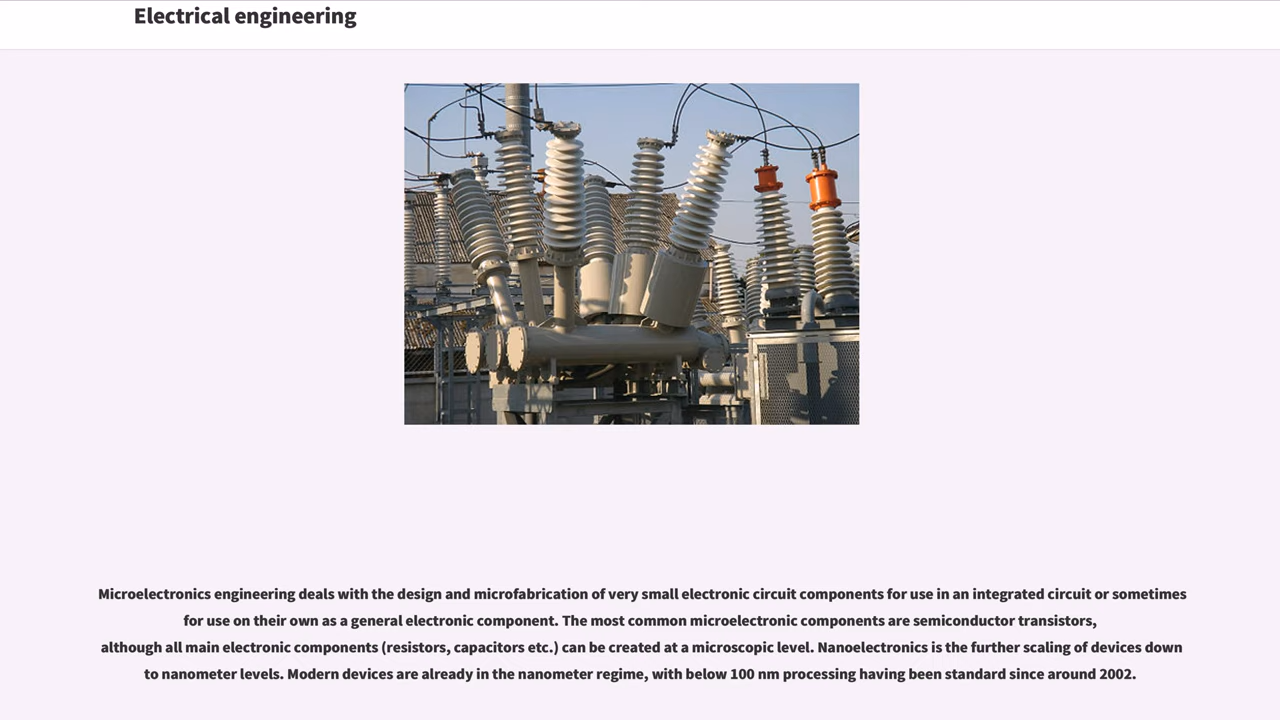 Electrical engineering
Microelectronics engineering deals with the design and microfabrication of very small electronic circuit components for use in an integrated circuit or sometimes
for use on their own as a general electronic component. The most common microelectronic components are semiconductor transistors,
although all main electronic components (resistors, capacitors etc.) can be created at a microscopic level. Nanoelectronics is the further scaling of devices down
to nanometer levels. Modern devices are already in the nanometer regime, with below 100 nm processing having been standard since around 2002.